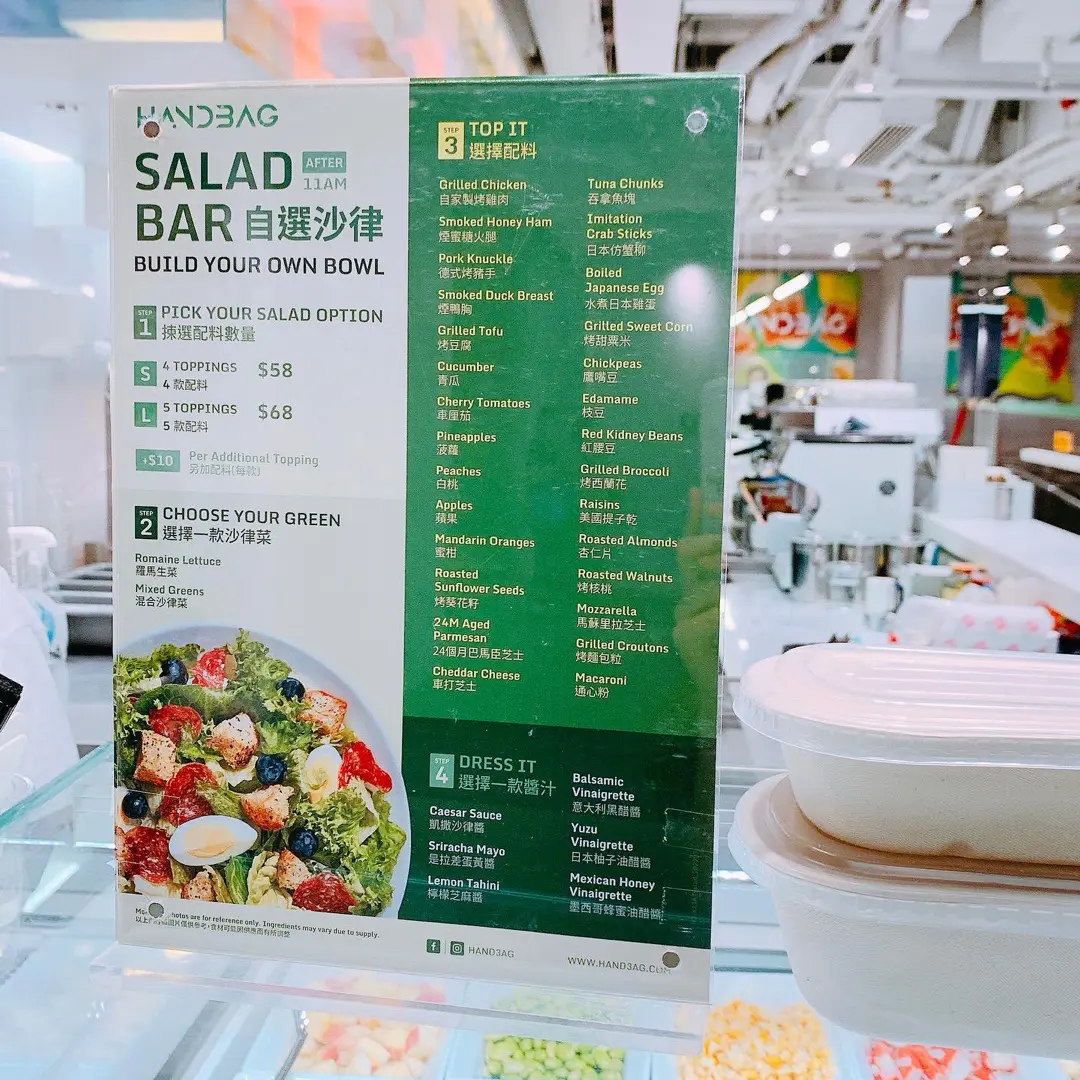 HANDBAG
SALAD AFTER 11AM
BAR 自選沙律
BUILD YOUR OWN BOWL
STEP 1 PICK YOUR SALAD OPTION
揀選配料數量
S 4 TOPPINGS $58
4 款配料
L 5 TOPPINGS $68
5 款配料
+$10 Per Additional Topping
另加配料(每款)
STEP 2 CHOOSE YOUR GREEN
選擇一款沙律菜
Romaine Lettuce
羅馬生菜
Mixed Greens
混合沙律菜
photos are for reference only. Ingredients may vary due to supply.
STEP 3 TOP IT
選擇配料
Grilled Chicken
自家製烤雞肉
Smoked Honey Ham
煙蜜糖火腿
Pork Knuckle
德式烤豬手
Smoked Duck Breast
煙鴨胸
Grilled Tofu
烤豆腐
Cucumber
青瓜
Cherry Tomatoes
車厘茄
Pineapples
菠蘿
Peaches
白桃
Apples
蘋果
Mandarin Oranges
蜜柑
Roasted
Sunflower Seeds
烤葵花籽
24M Aged
Parmesan
24個月巴馬臣芝士
Cheddar Cheese
車打芝士
Tuna Chunks
吞拿魚塊
Imitation
Crab Sticks
日本仿蟹柳
Boiled
Japanese Egg
水煮日本雞蛋
Grilled Sweet Corn
烤甜粟米
Chickpeas
鷹嘴豆
Edamame
枝豆
Red Kidney Beans
紅腰豆
Grilled Broccoli
烤西蘭花
Raisins
美國提子乾
Roasted Almonds
杏仁片
Roasted Walnuts
烤核桃
Mozzarella
馬蘇里拉芝士
Grilled Croutons
烤麵包粒
Macaroni
通心粉
STEP 4 DRESS IT
選擇一款醬汁
Caesar Sauce
凱撒沙律醬
Sriracha Mayo
是拉差蛋黃醬
Lemon Tahini
檸檬芝麻醬
Balsamic
Vinaigrette
意大利黑醋醬
Yuzu
Vinaigrette
日本柚子油醋醬
Mexican Honey
Vinaigrette
墨西哥蜂蜜油醋醬
HAND3AG
WWW.HAND3AG.COM